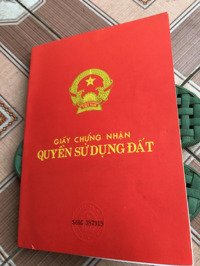 GIẤY CHỨNG NHẬN
QUYỀN SỬ DỤNG ĐẤT